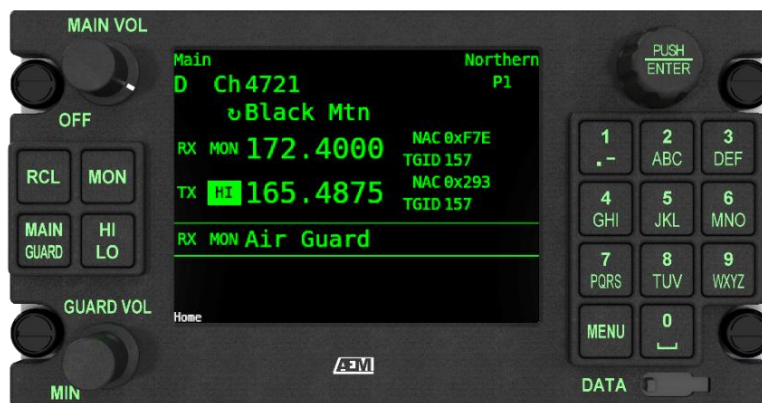 MAIN VOL
OFF
RCL MON
MAIN GUARD HI LO
GUARD VOL
MIN
Main Northern
D Ch 4721 P1
↻ Black Mtn
RX MON 172.4000 NAC 0xF7E TGID 157
TX HI 165.4875 NAC 0x293 TGID 157
RX MON Air Guard
Home
AEM
PUSH
ENTER
1 .- 2 ABC 3 DEF
4 GHI 5 JKL 6 MNO
7 PQRS 8 TUV 9 WXYZ
MENU 0 ⎵
DATA